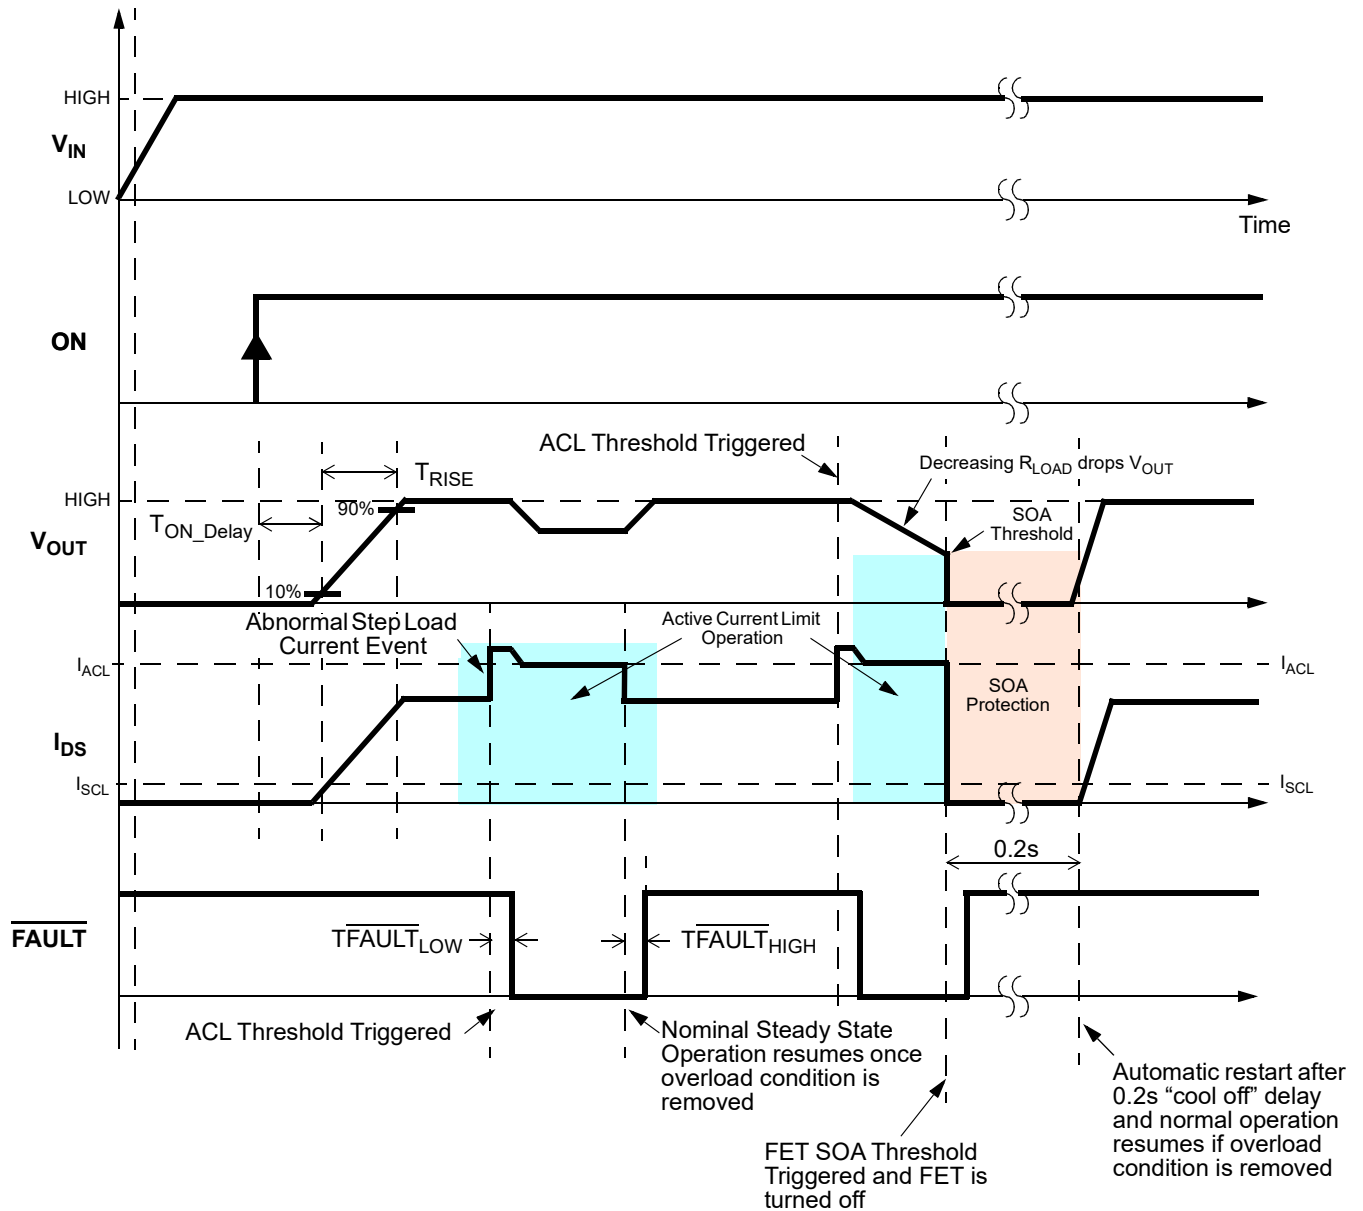 HIGH
VIN
LOW
Time
ON
ACL Threshold Triggered
Decreasing RLOAD drops VOUT
TRISE
HIGH
90%
TON_Delay
SOA
Threshold
VOUT
10%
Abnormal Step Load
Current Event
Active Current Limit
Operation
IACL
IACL
SOA
Protection
IDS
ISCL
ISCL
0.2s
FAULT
TFAULTLOW
TFAULTHIGH
ACL Threshold Triggered
Nominal Steady State
Operation resumes once
overload condition is
removed
Automatic restart after
0.2s “cool off” delay
and normal operation
resumes if overload
condition is removed
FET SOA Threshold
Triggered and FET is
turned off